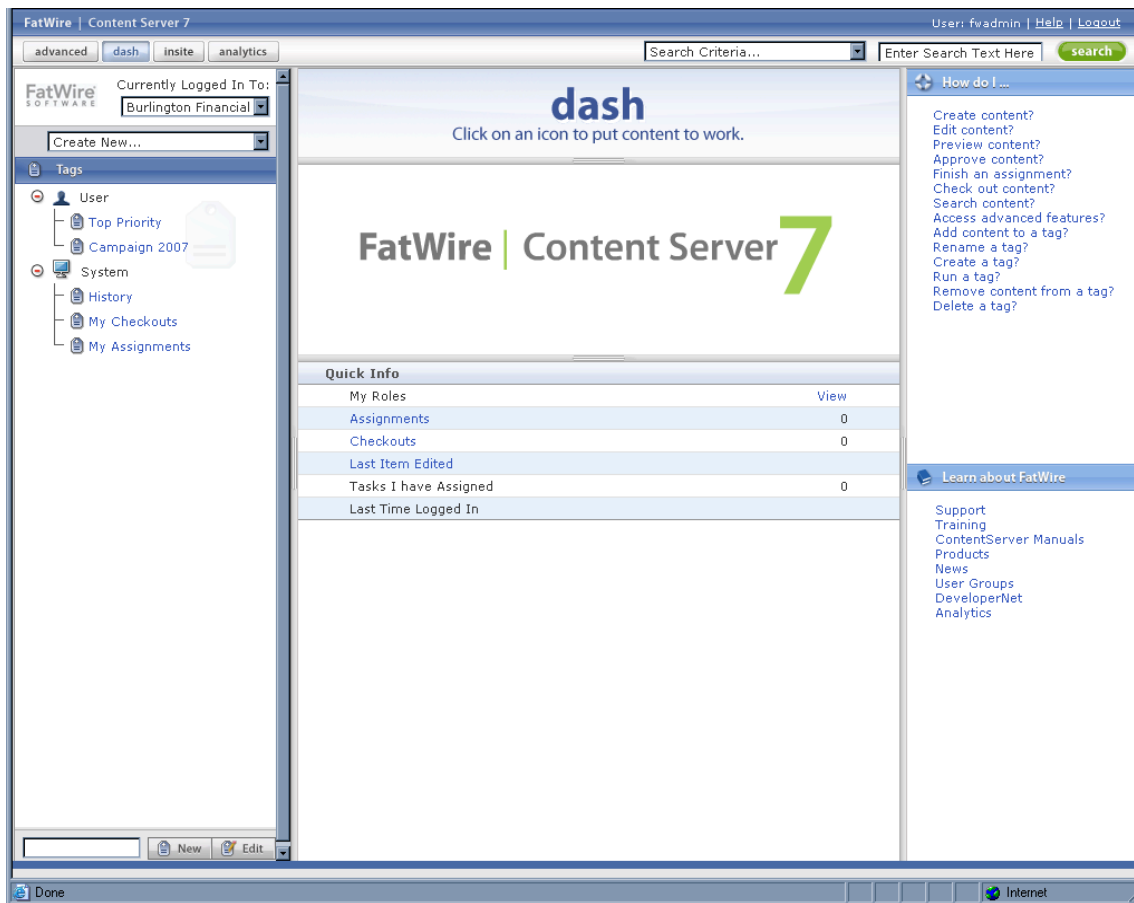 FatWire | Content Server 7
User: fwadmin | Help | Logout
advanced dash insite analytics
Search Criteria... Enter Search Text Here search
FatWire SOFTWARE
Currently Logged In To:
Burlington Financial
Create New...
Tags
User
Top Priority
Campaign 2007
System
History
My Checkouts
My Assignments
New Edit
dash
Click on an icon to put content to work.
FatWire | Content Server 7
Quick Info
My Roles View
Assignments 0
Checkouts 0
Last Item Edited
Tasks I have Assigned 0
Last Time Logged In
How do I ...
Create content?
Edit content?
Preview content?
Approve content?
Finish an assignment?
Check out content?
Search content?
Access advanced features?
Add content to a tag?
Rename a tag?
Create a tag?
Run a tag?
Remove content from a tag?
Delete a tag?
Learn about FatWire
Support
Training
ContentServer Manuals
Products
News
User Groups
DeveloperNet
Analytics
Done Internet